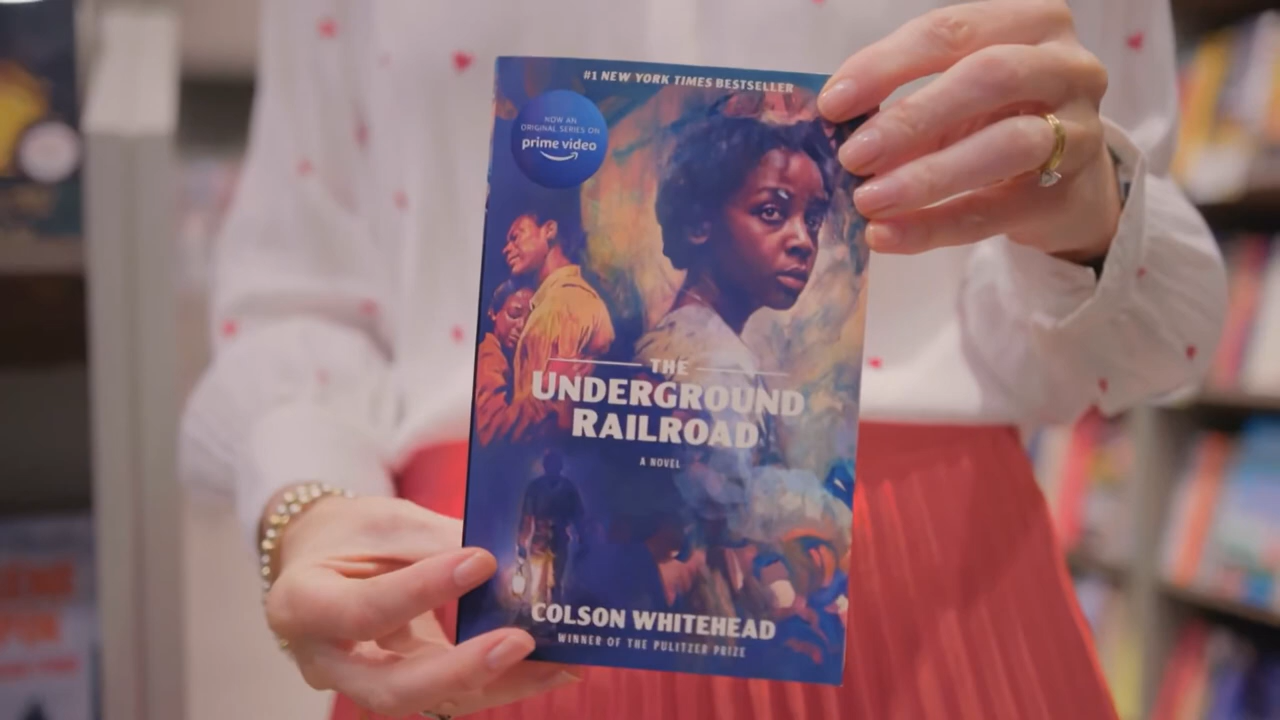 #1 NEW YORK TIMES BESTSELLER
NOW AN
ORIGINAL SERIES ON
prime video
THE
UNDERGROUND
RAILROAD
A NOVEL
COLSON WHITEHEAD
WINNER OF THE PULITZER PRIZE